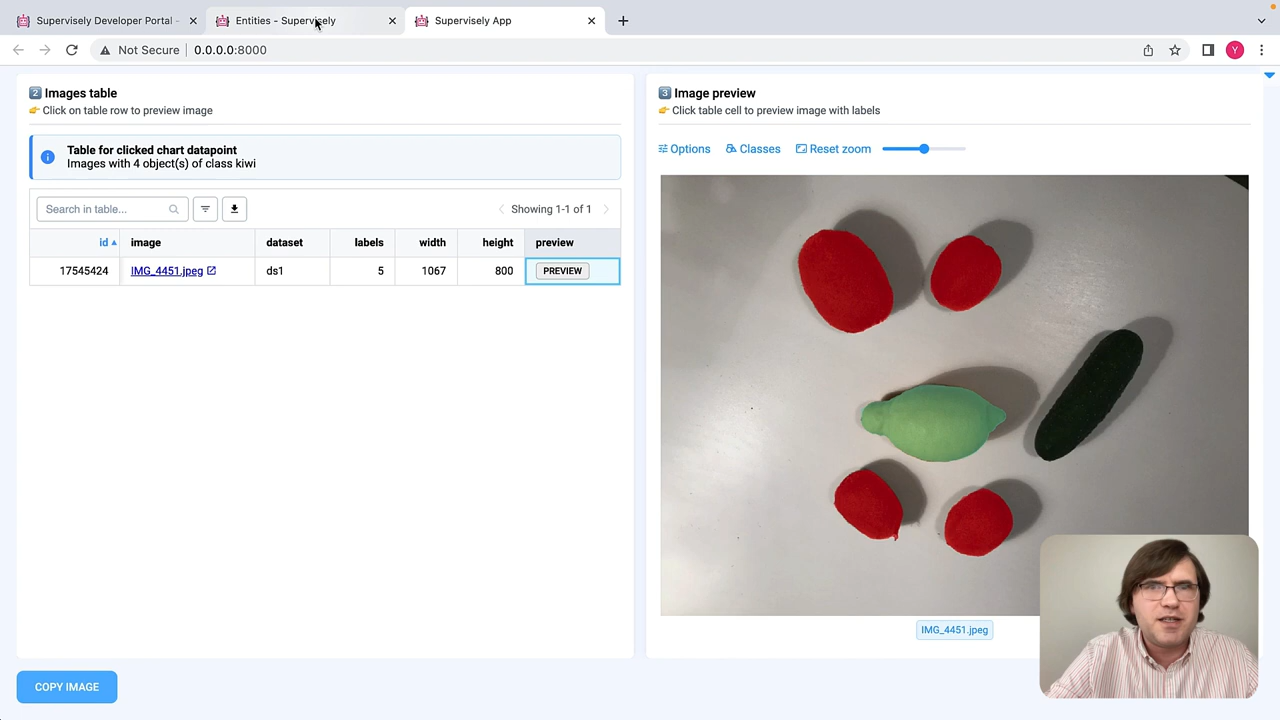 Supervisely Developer Portal -
Entities - Supervisely
Supervisely App
Not Secure
0.0.0.0:8000
Y
2 Images table
Click on table row to preview image
Table for clicked chart datapoint
Images with 4 object(s) of class kiwi
Search in table...
Showing 1-1 of 1
id image dataset labels width height preview
17545424 IMG_4451.jpeg ds1 5 1067 800 PREVIEW
3 Image preview
Click table cell to preview image with labels
Options Classes Reset zoom
IMG_4451.jpeg
COPY IMAGE